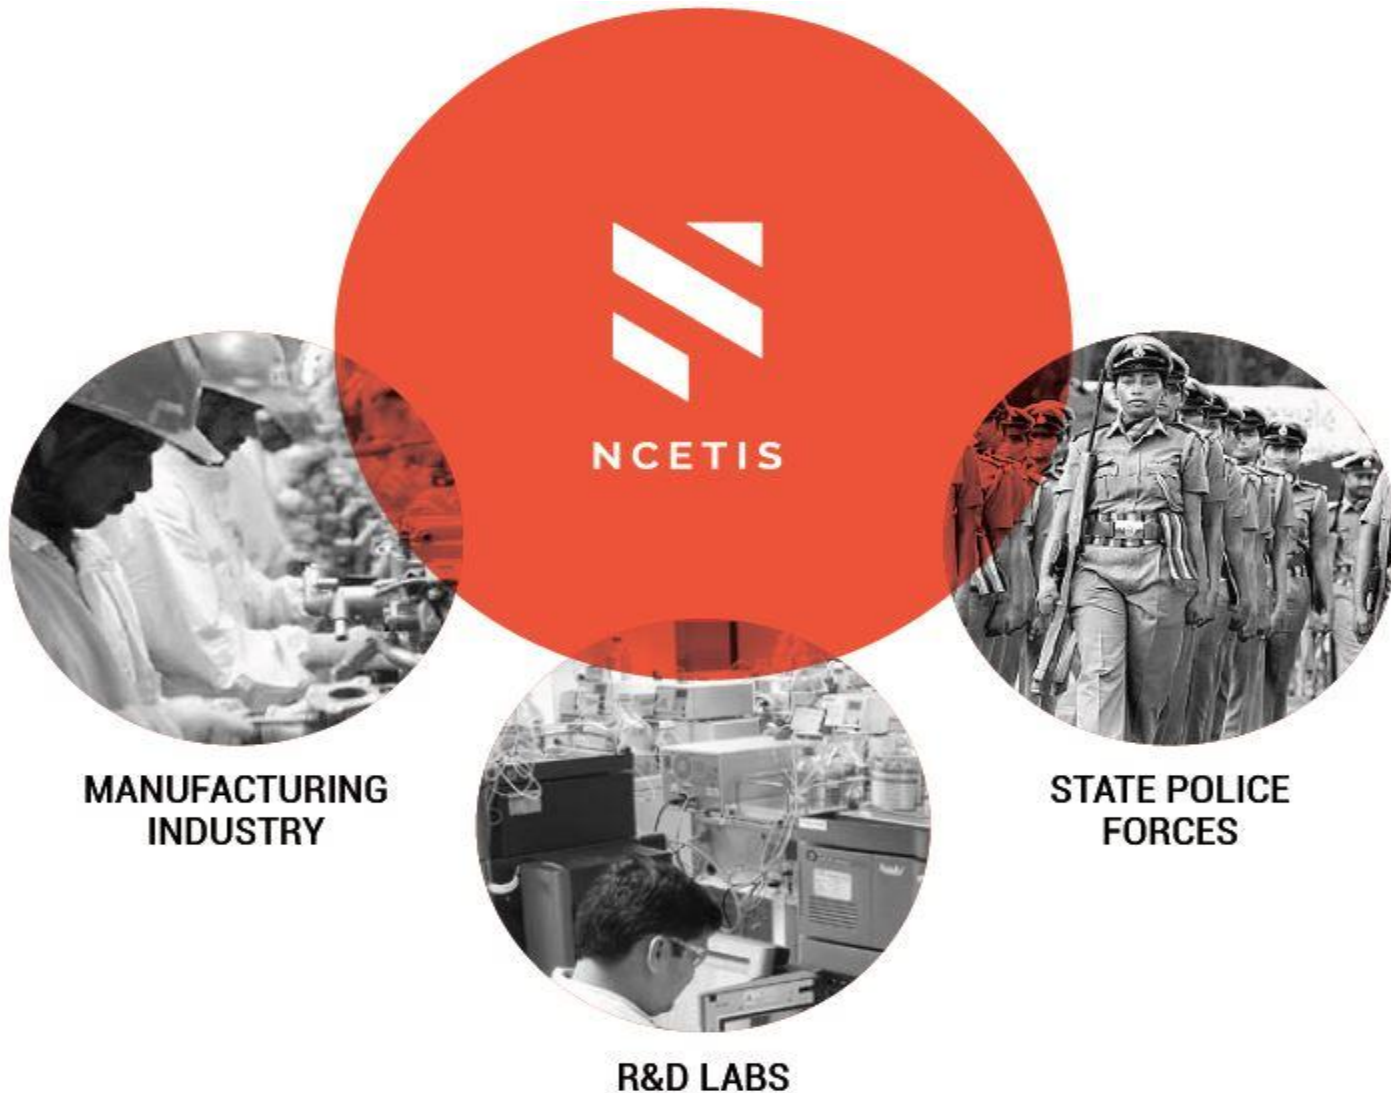 NCETIS
MANUFACTURING
INDUSTRY
STATE POLICE
FORCES
R&D LABS